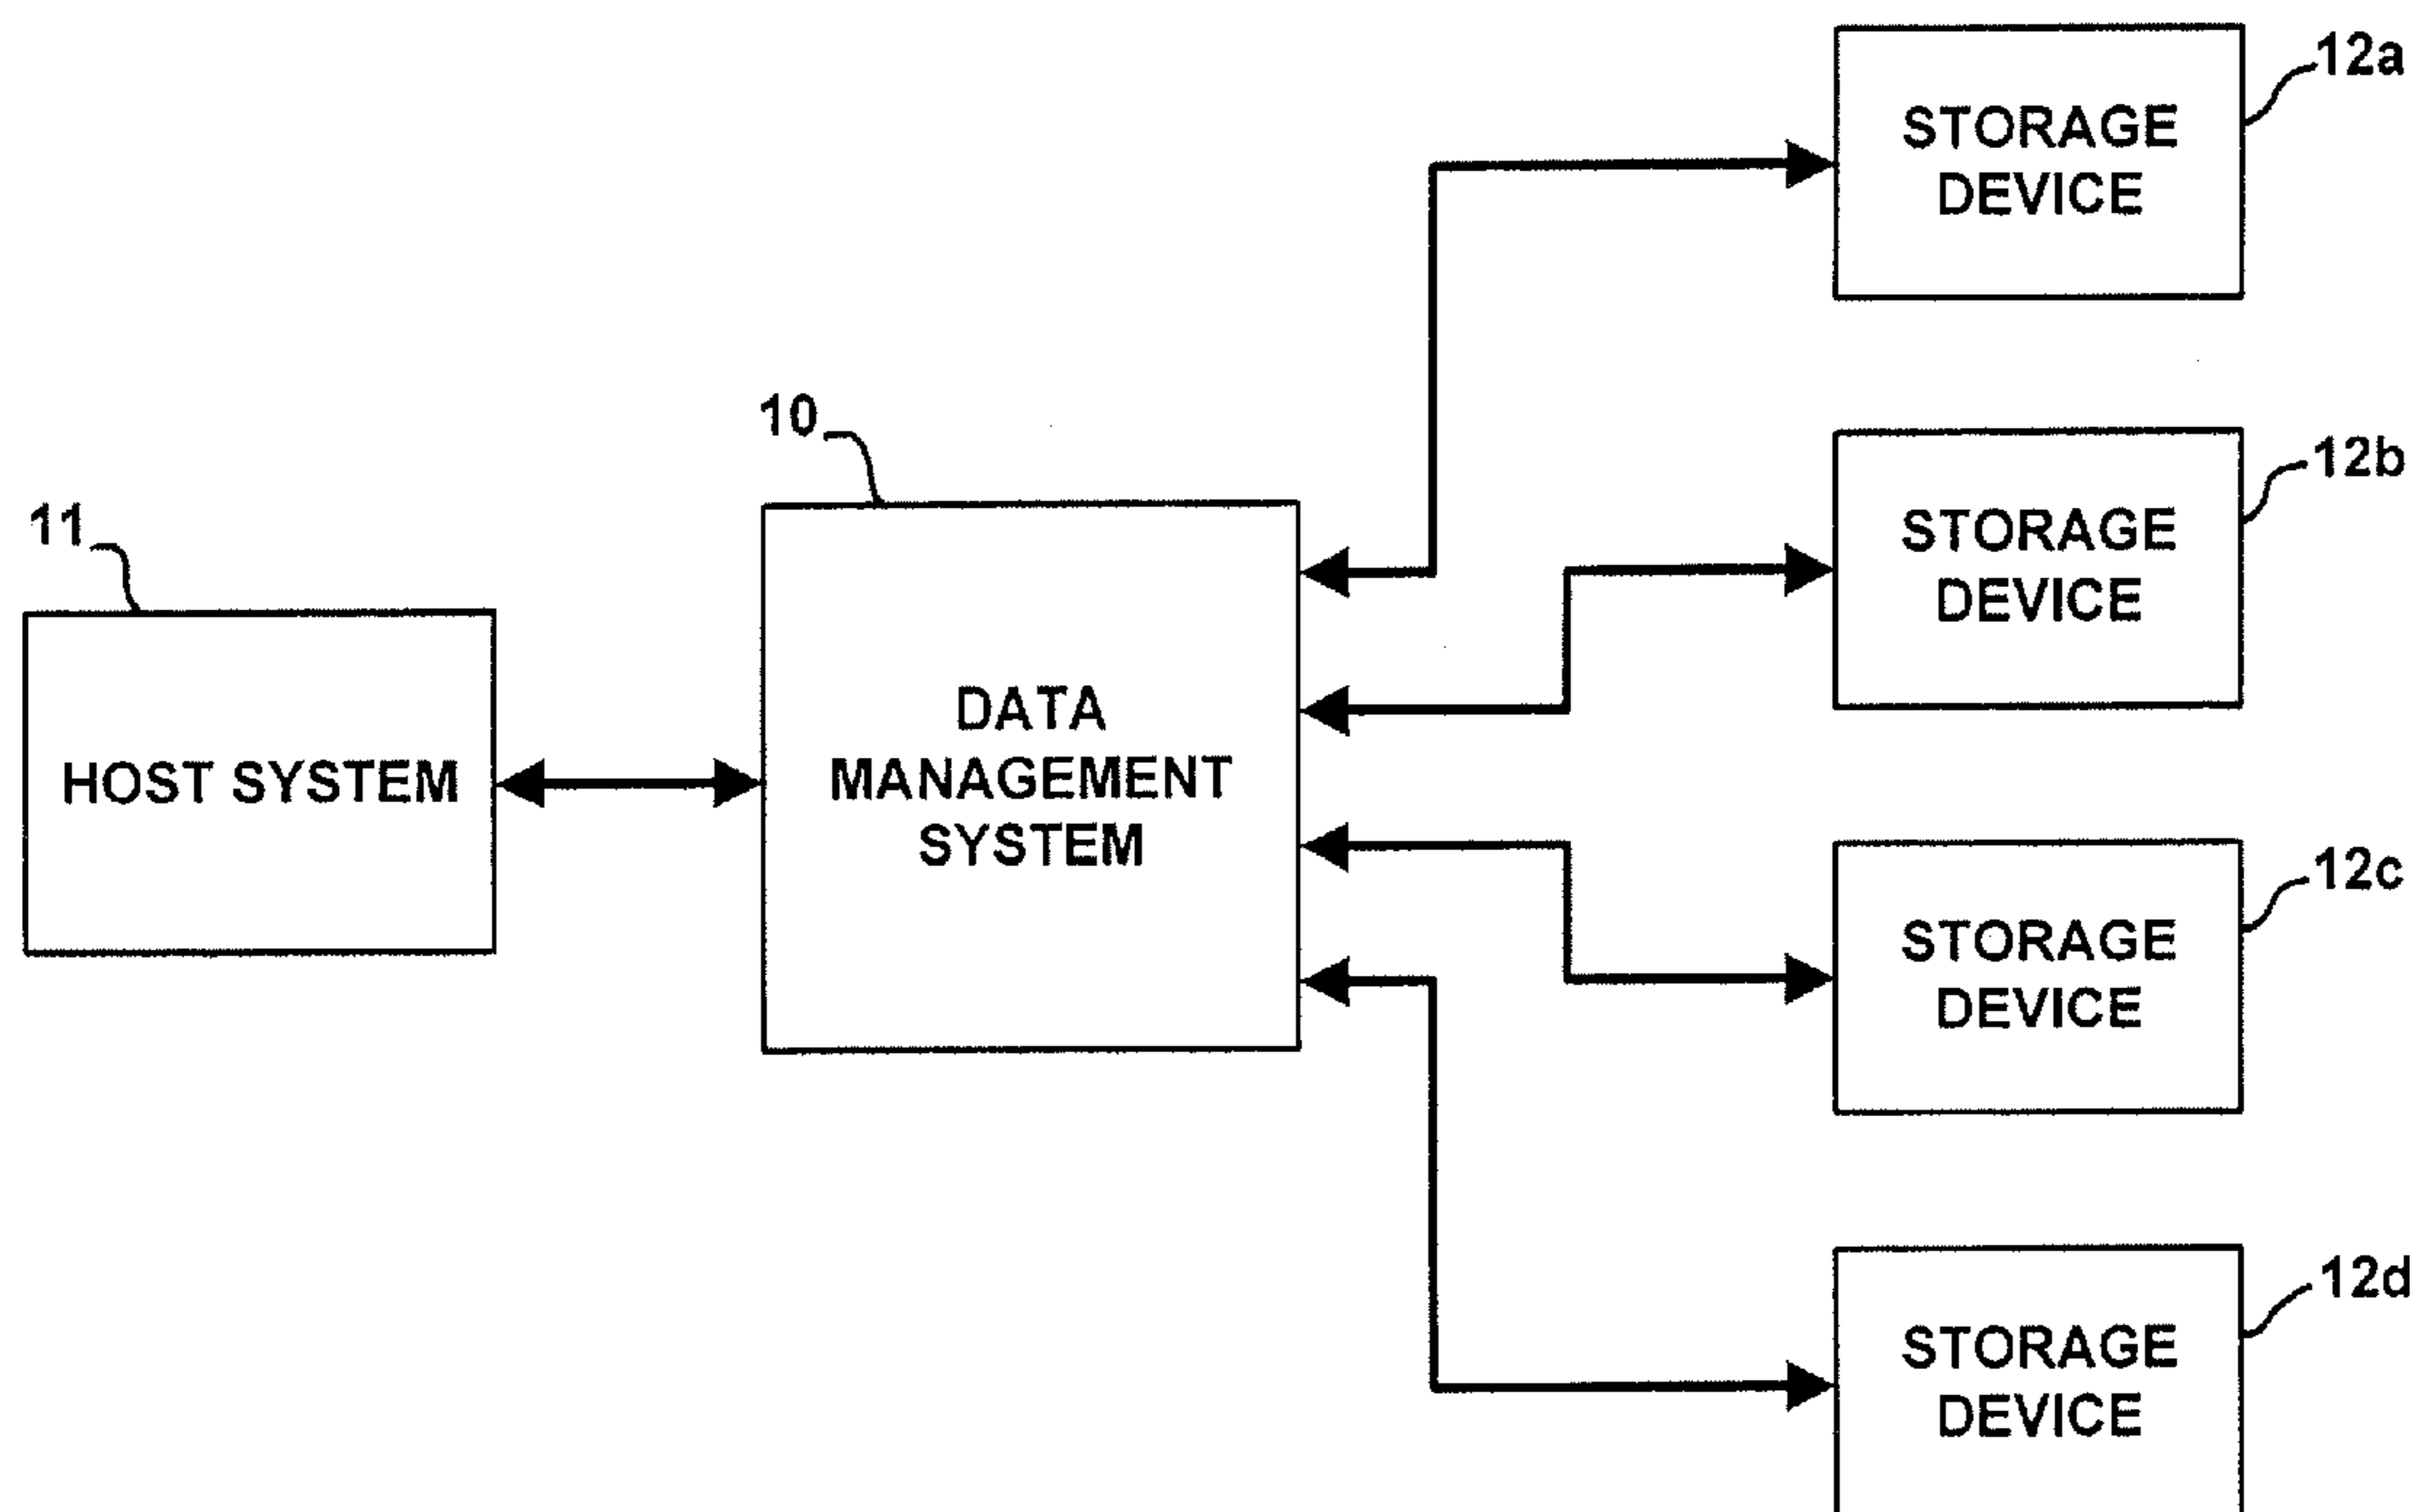 12a
STORAGE
DEVICE
10
12b
11
STORAGE
DEVICE
DATA
MANAGEMENT
SYSTEM
HOST SYSTEM
12c
STORAGE
DEVICE
12d
STORAGE
DEVICE